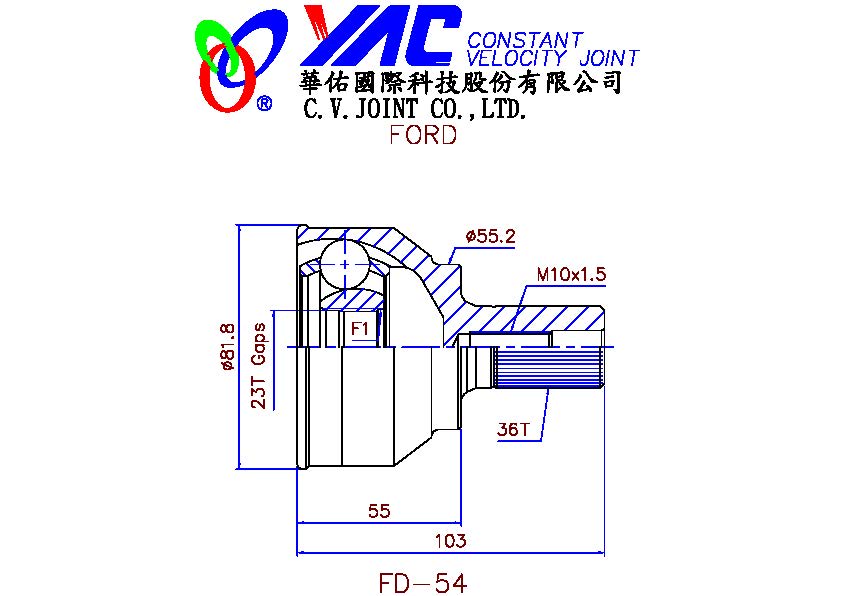 YAC CONSTANT
VELOCITY JOINT
®
華佑國際科技股份有限公司
C.V.JOINT CO.,LTD.
FORD
ø55.2
M10x1.5
F1
ø81.8
23T Gaps
36T
55
103
FD-54